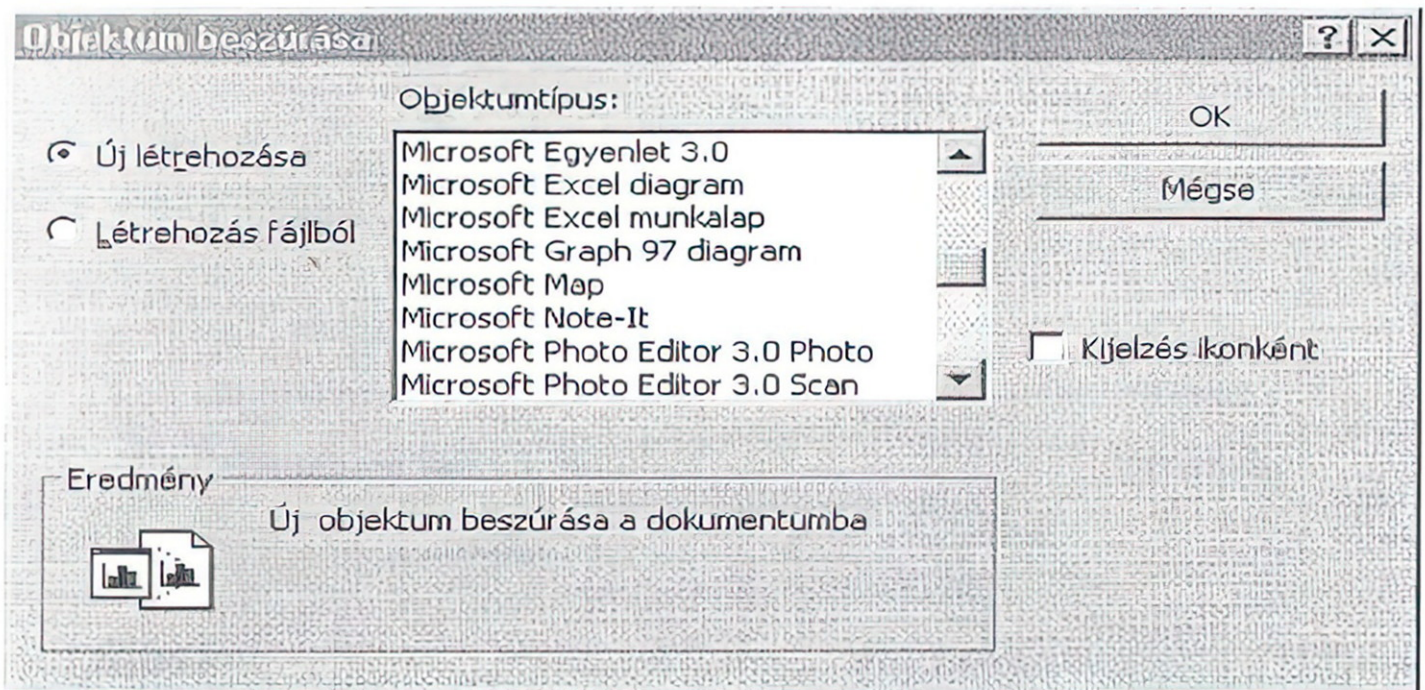 Objektum beszúrása
Objektumtípus:
Új létrehozása
Létrehozás fájlból
Microsoft Egyenlet 3.0
Microsoft Excel diagram
Microsoft Excel munkalap
Microsoft Graph 97 diagram
Microsoft Map
Microsoft Note-It
Microsoft Photo Editor 3.0 Photo
Microsoft Photo Editor 3.0 Scan
OK
Mégse
Kijelzés ikonként
Eredmény
Új objektum beszúrása a dokumentumba